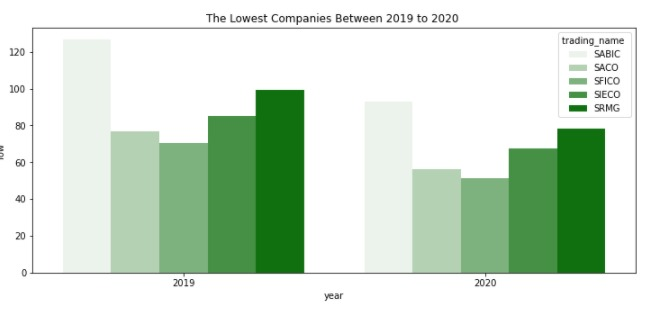 The Lowest Companies Between 2019 to 2020
trading_name
SABIC
SACO
SFICO
SIECO
SRMG
120
100
80
60
40
20
0
low
2019
2020
year